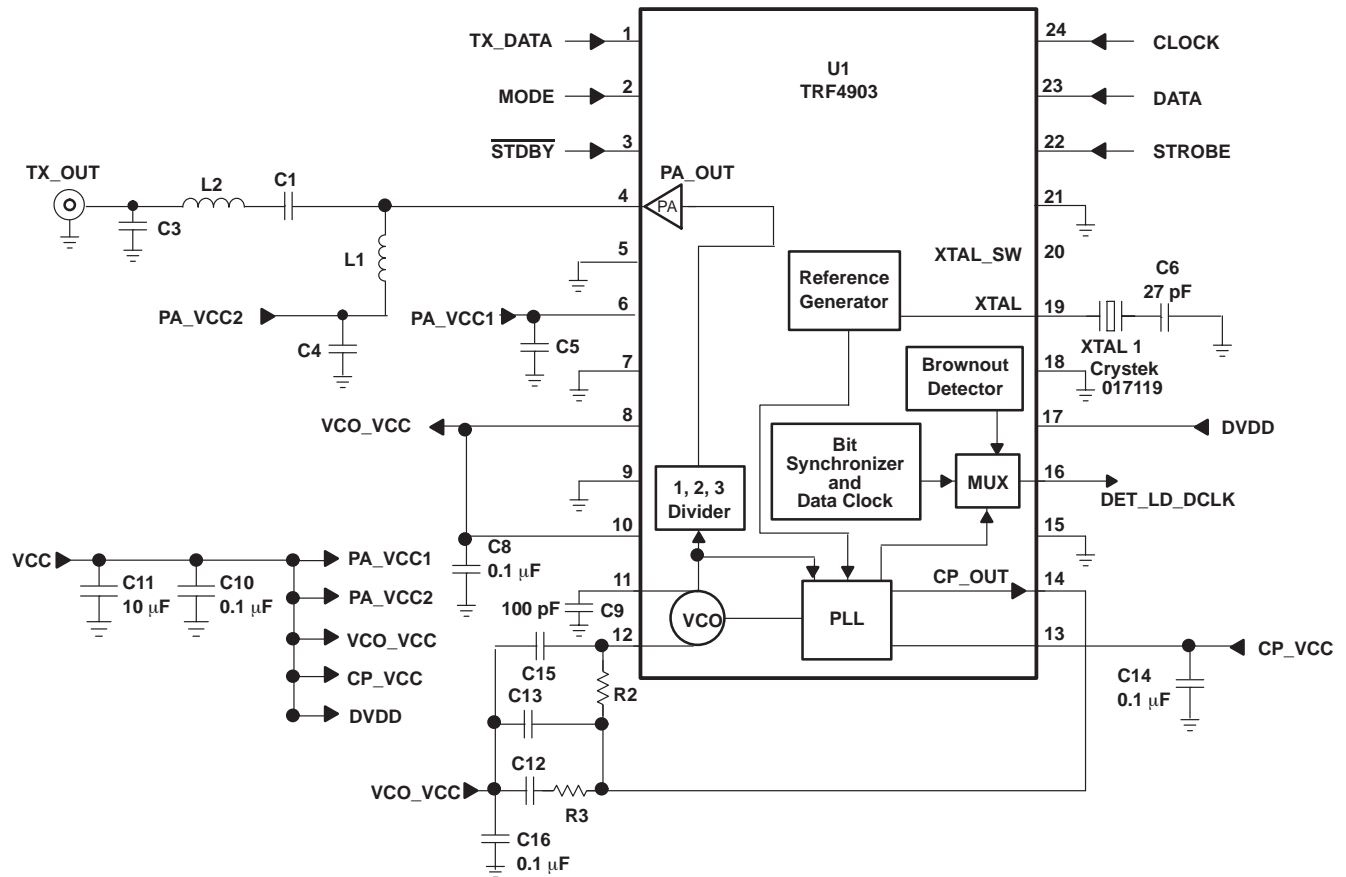 TX_DATA
1
24
CLOCK
U1
TRF4903
MODE
2
23
DATA
STDBY
3
22
STROBE
TX_OUT
L2
C1
4
PA_OUT
PA
21
C3
L1
5
XTAL_SW
20
Reference
Generator
C6
27 pF
PA_VCC2
PA_VCC1
6
XTAL
19
C4
C5
XTAL 1
Crystek
017119
7
Brownout
Detector
18
VCO_VCC
8
17
DVDD
Bit
Synchronizer
and
Data Clock
9
1, 2, 3
Divider
MUX
16
DET_LD_DCLK
10
15
VCC
C11
10 μF
C10
0.1 μF
PA_VCC1
PA_VCC2
VCO_VCC
CP_VCC
DVDD
C8
0.1 μF
11
CP_OUT
14
100 pF
C9
VCO
PLL
12
13
CP_VCC
C15
C14
0.1 μF
C13
R2
C12
VCO_VCC
R3
C16
0.1 μF